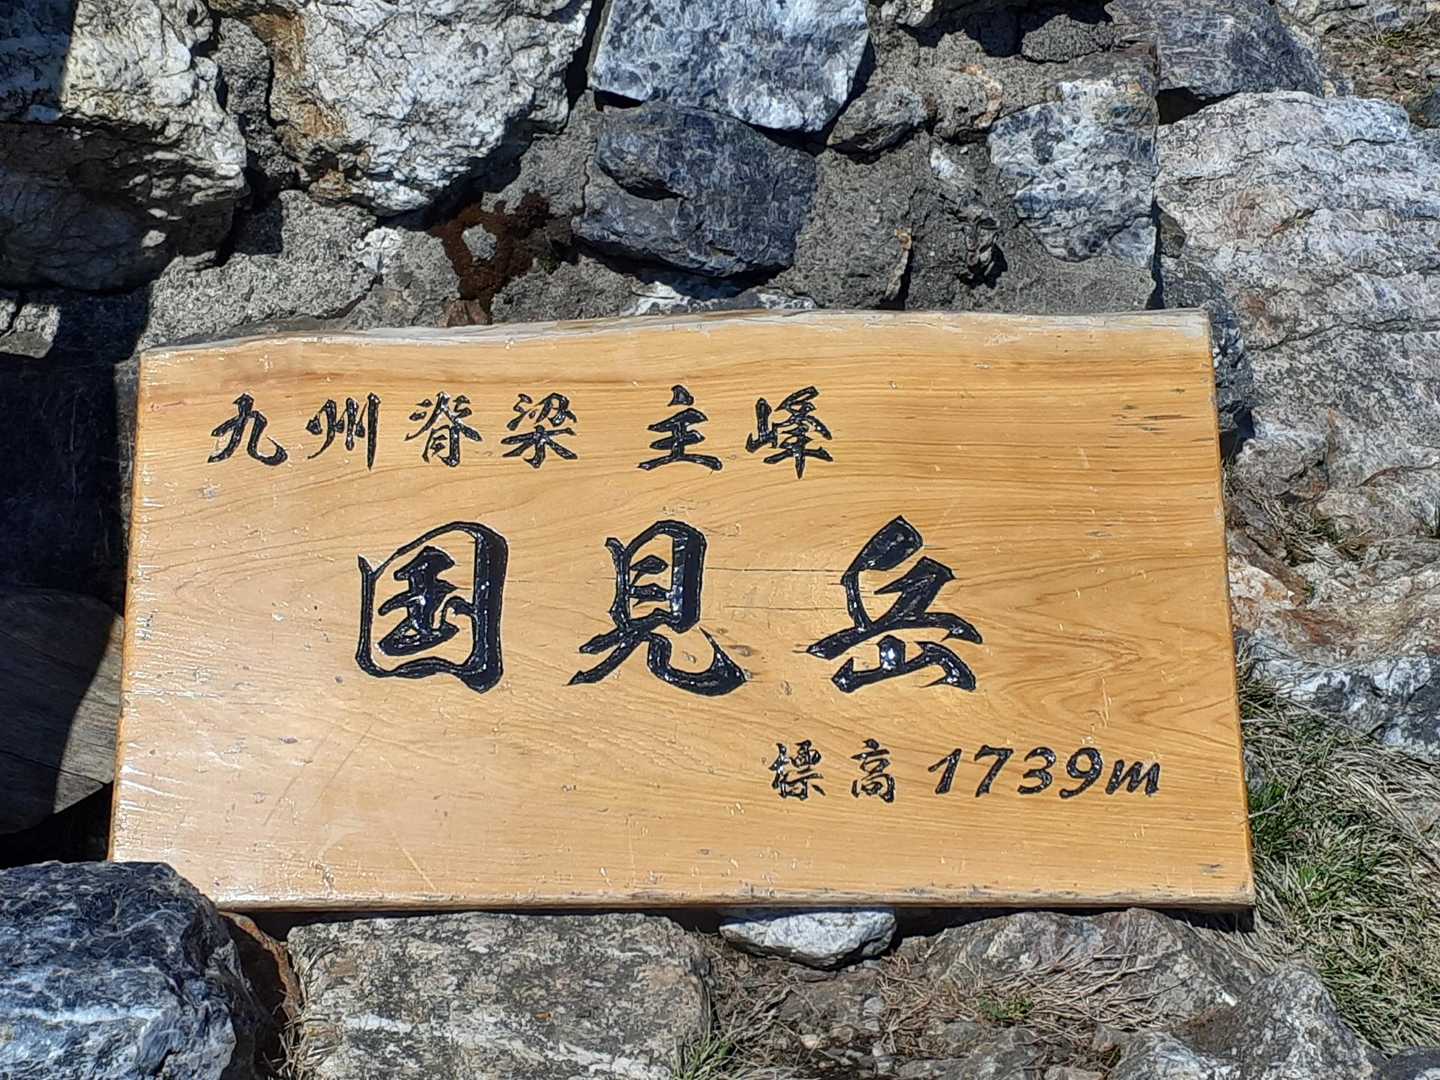 九州脊梁 主峰
国見岳
標高 1739m